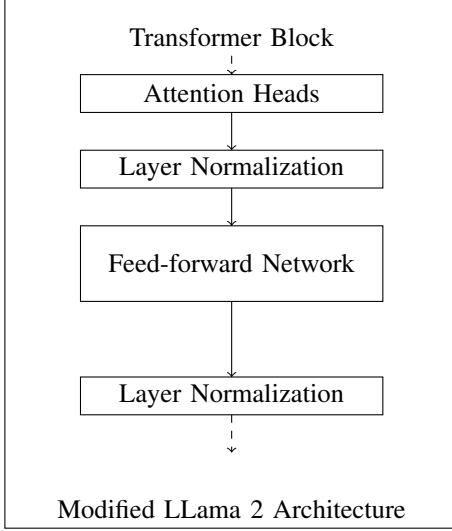 Transformer Block
Attention Heads
Layer Normalization
Feed-forward Network
Layer Normalization
Modified LLama 2 Architecture